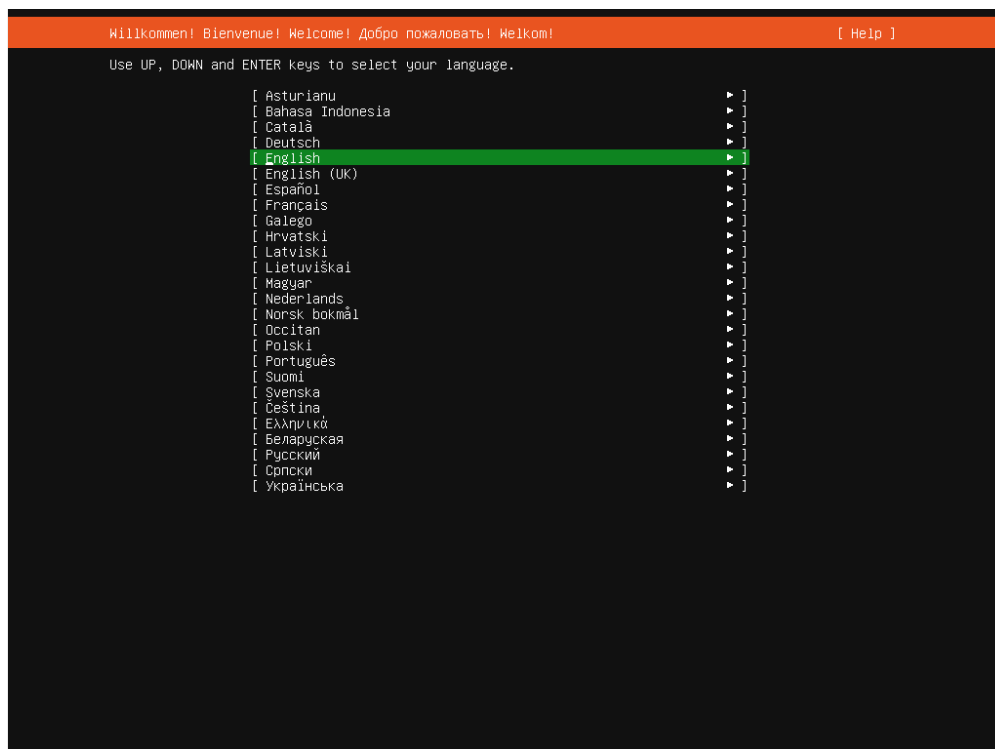 Willkommen! Bienvenue! Welcome! Добро пожаловать! Welkom! [ Help ]
Use UP, DOWN and ENTER keys to select your language.
[ Asturianu ▸ ]
[ Bahasa Indonesia ▸ ]
[ Català ▸ ]
[ Deutsch ▸ ]
[ English ▸ ]
[ English (UK) ▸ ]
[ Español ▸ ]
[ Français ▸ ]
[ Galego ▸ ]
[ Hrvatski ▸ ]
[ Latviski ▸ ]
[ Lietuviškai ▸ ]
[ Magyar ▸ ]
[ Nederlands ▸ ]
[ Norsk bokmål ▸ ]
[ Occitan ▸ ]
[ Polski ▸ ]
[ Português ▸ ]
[ Suomi ▸ ]
[ Svenska ▸ ]
[ Čeština ▸ ]
[ Ελληνικά ▸ ]
[ Беларуская ▸ ]
[ Русский ▸ ]
[ Српски ▸ ]
[ Українська ▸ ]